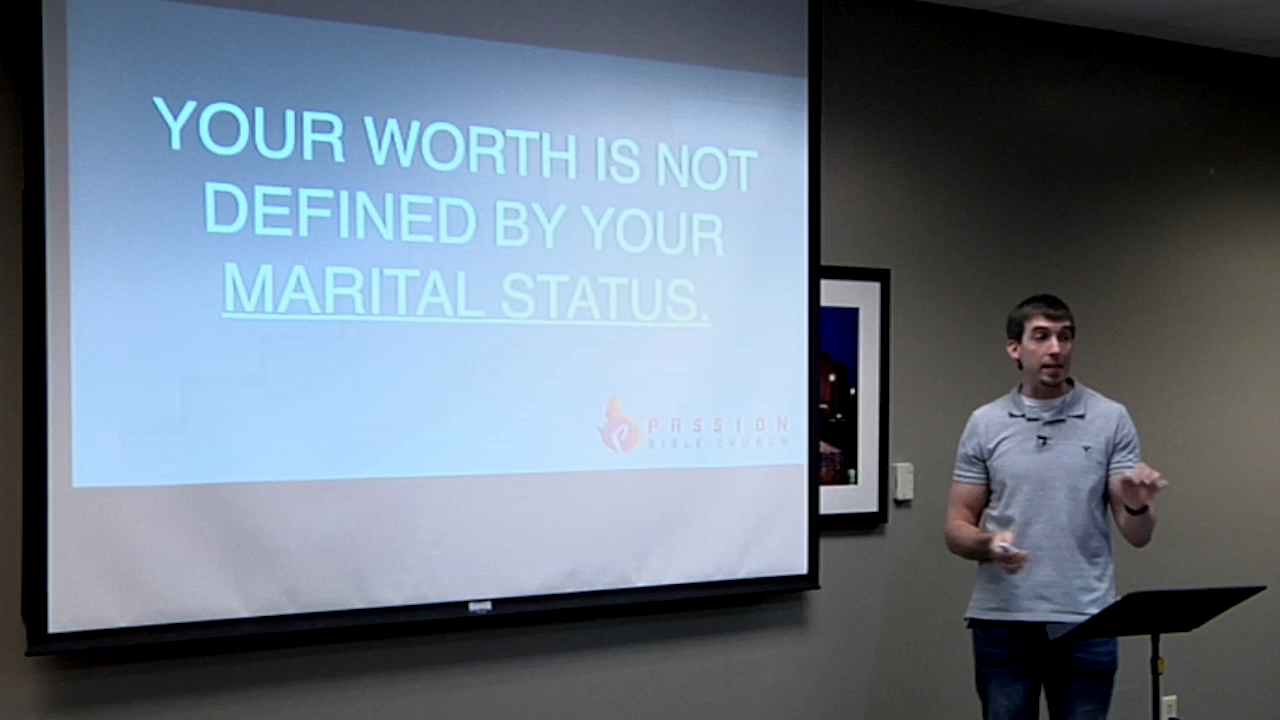 YOUR WORTH IS NOT
DEFINED BY YOUR
MARITAL STATUS.
PASSION
BIBLE CHURCH